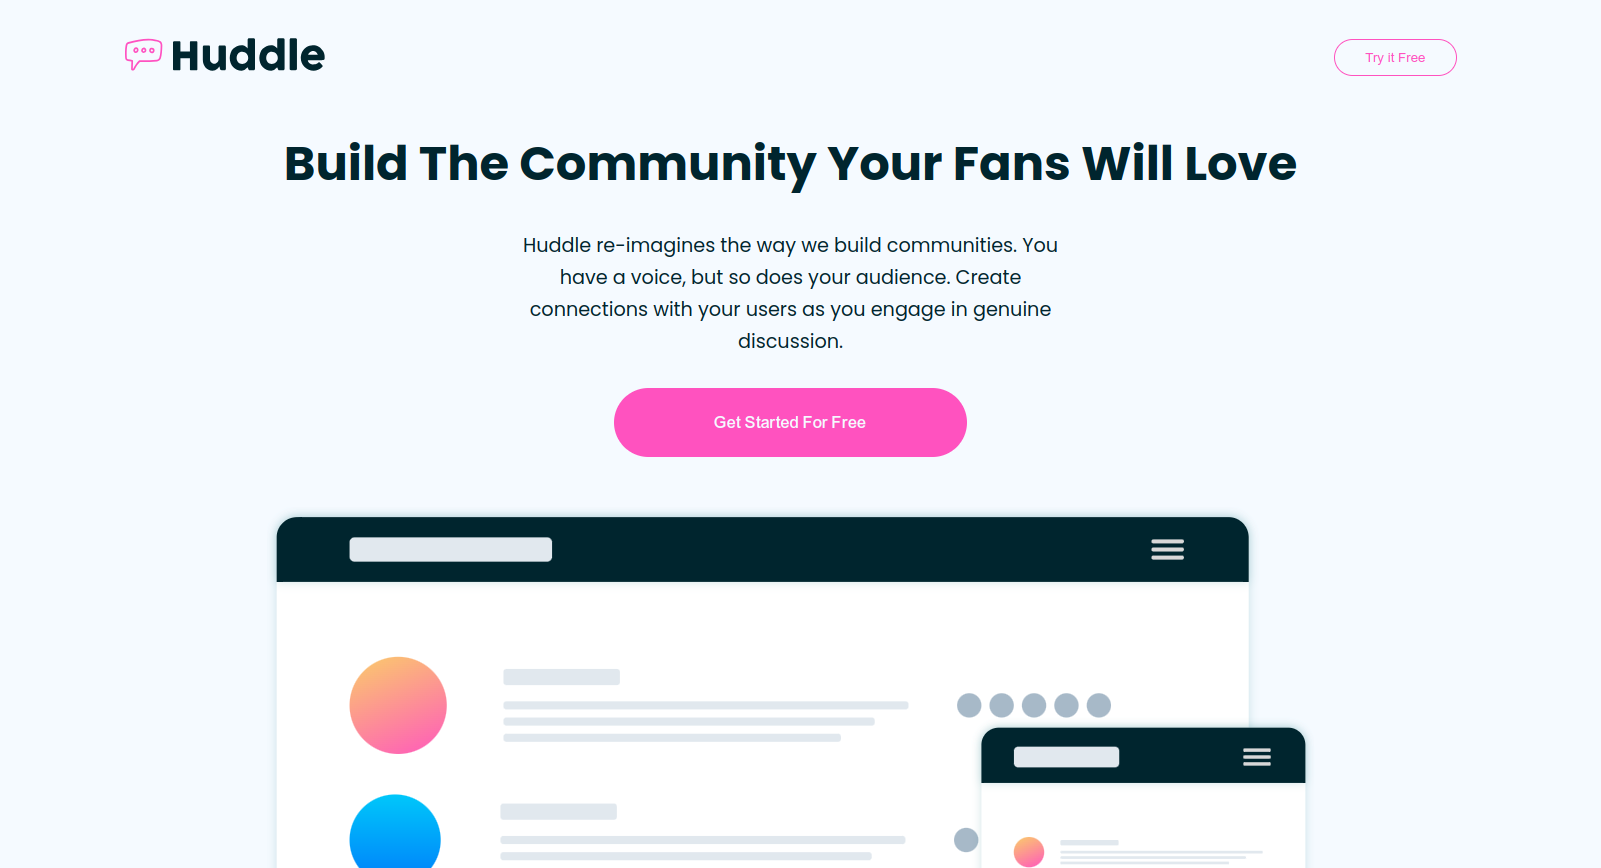 Huddle
Try it Free
Build The Community Your Fans Will Love
Huddle re-imagines the way we build communities. You
have a voice, but so does your audience. Create
connections with your users as you engage in genuine
discussion.
Get Started For Free